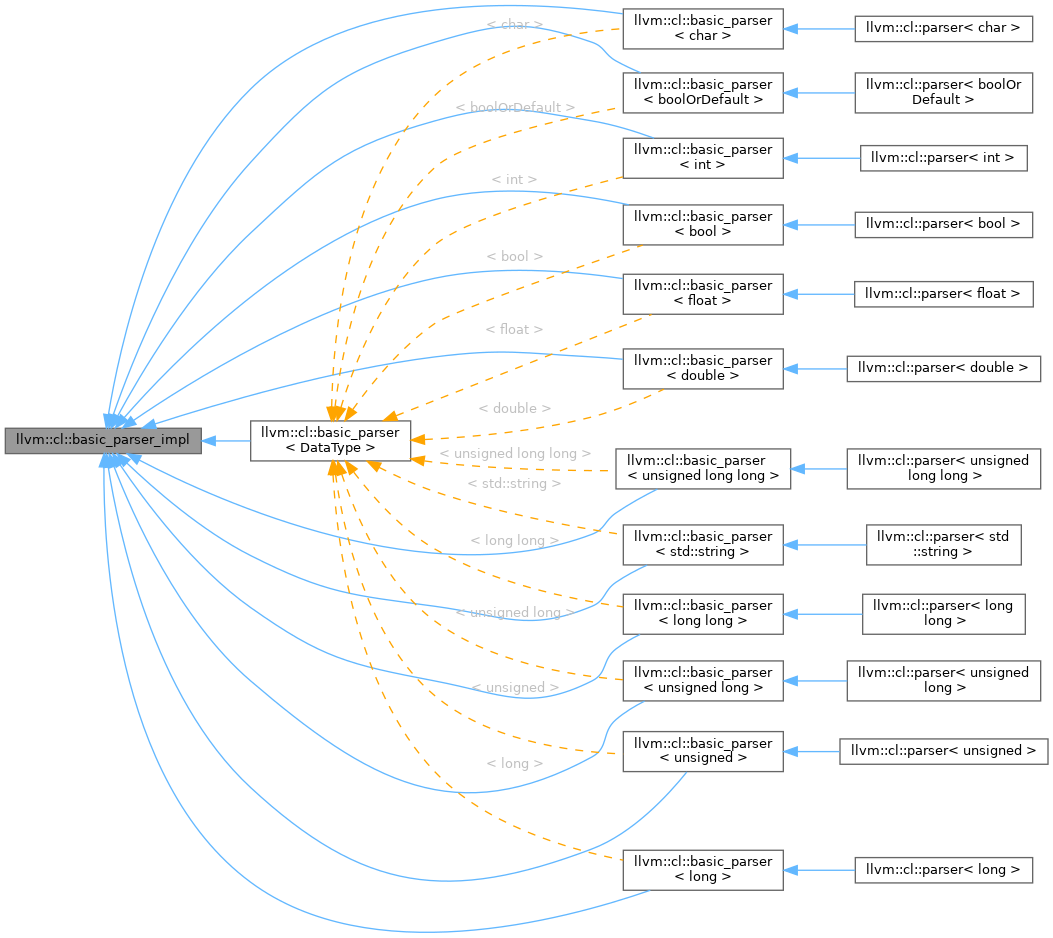 llvm::cl::basic_parser
< char >
llvm::cl::parser< char >
< char >
llvm::cl::basic_parser
< boolOrDefault >
llvm::cl::parser< boolOr
Default >
< boolOrDefault >
llvm::cl::basic_parser
< int >
llvm::cl::parser< int >
< int >
llvm::cl::basic_parser
< bool >
llvm::cl::parser< bool >
< bool >
llvm::cl::basic_parser
< float >
llvm::cl::parser< float >
< float >
llvm::cl::basic_parser
< double >
llvm::cl::parser< double >
< double >
llvm::cl::basic_parser_impl
llvm::cl::basic_parser
< DataType >
< unsigned long long >
llvm::cl::basic_parser
< unsigned long long >
llvm::cl::parser< unsigned
long long >
< std::string >
llvm::cl::basic_parser
< std::string >
llvm::cl::parser< std
::string >
< long long >
llvm::cl::basic_parser
< long long >
llvm::cl::parser< long
long >
< unsigned long >
llvm::cl::basic_parser
< unsigned long >
llvm::cl::parser< unsigned
long >
< unsigned >
llvm::cl::basic_parser
< unsigned >
llvm::cl::parser< unsigned >
< long >
llvm::cl::basic_parser
< long >
llvm::cl::parser< long >